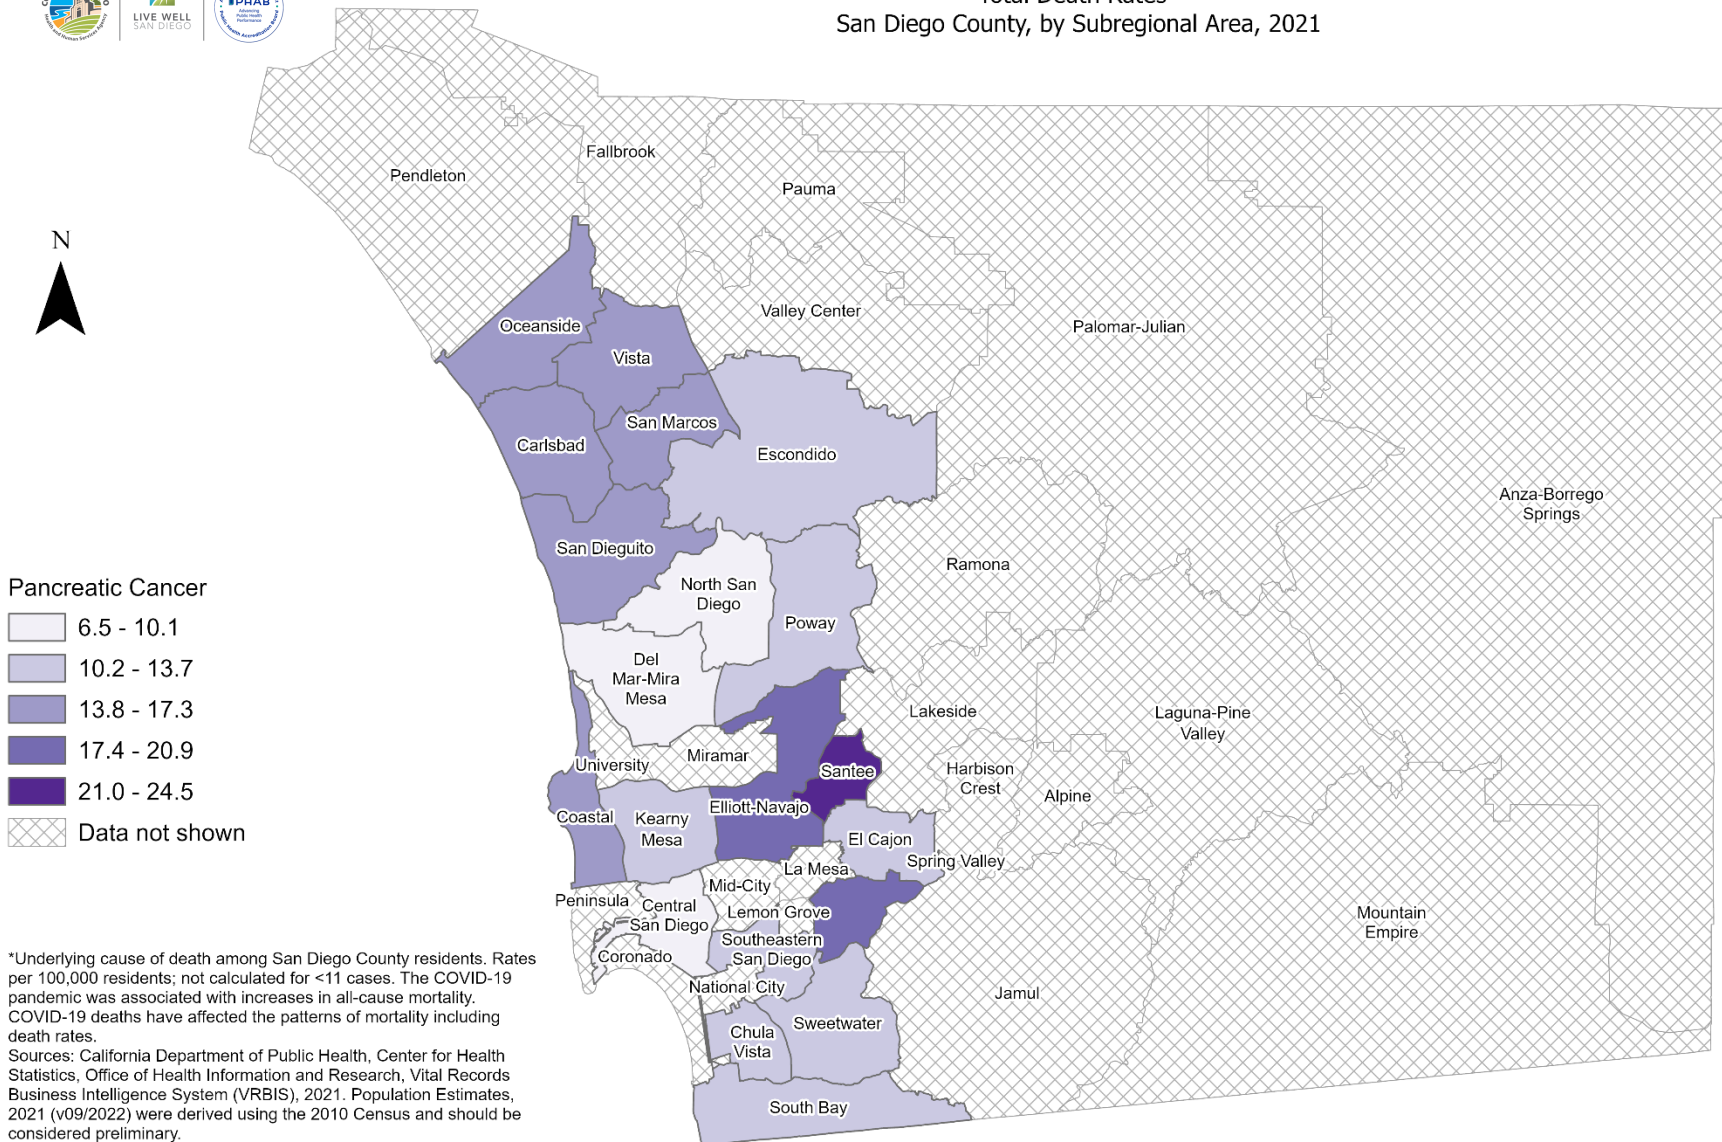 LIVE WELL
SAN DIEGO
PHAB
Advancing
Public Health
Performance
Total Death Rates
San Diego County, by Subregional Area, 2021
Fallbrook
Pendleton
Pauma
N
Valley Center
Oceanside
Palomar-Julian
Vista
San Marcos
Carlsbad
Escondido
Anza-Borrego
Springs
San Dieguito
Ramona
North San
Diego
Poway
Del
Mar-Mira
Mesa
Lakeside
Laguna-Pine
Valley
Miramar
University
Santee
Harbison
Crest
Alpine
Elliott-Navajo
Coastal
Kearny
Mesa
El Cajon
Spring Valley
La Mesa
Mid-City
Peninsula
Central
San Diego
Lemon Grove
Mountain
Empire
Southeastern
San Diego
Coronado
National City
Jamul
Sweetwater
Chula
Vista
South Bay
Pancreatic Cancer
6.5 - 10.1
10.2 - 13.7
13.8 - 17.3
17.4 - 20.9
21.0 - 24.5
Data not shown
*Underlying cause of death among San Diego County residents. Rates
per 100,000 residents; not calculated for <11 cases. The COVID-19
pandemic was associated with increases in all-cause mortality.
COVID-19 deaths have affected the patterns of mortality including
death rates.
Sources: California Department of Public Health, Center for Health
Statistics, Office of Health Information and Research, Vital Records
Business Intelligence System (VRBIS), 2021. Population Estimates,
2021 (v09/2022) were derived using the 2010 Census and should be
considered preliminary.